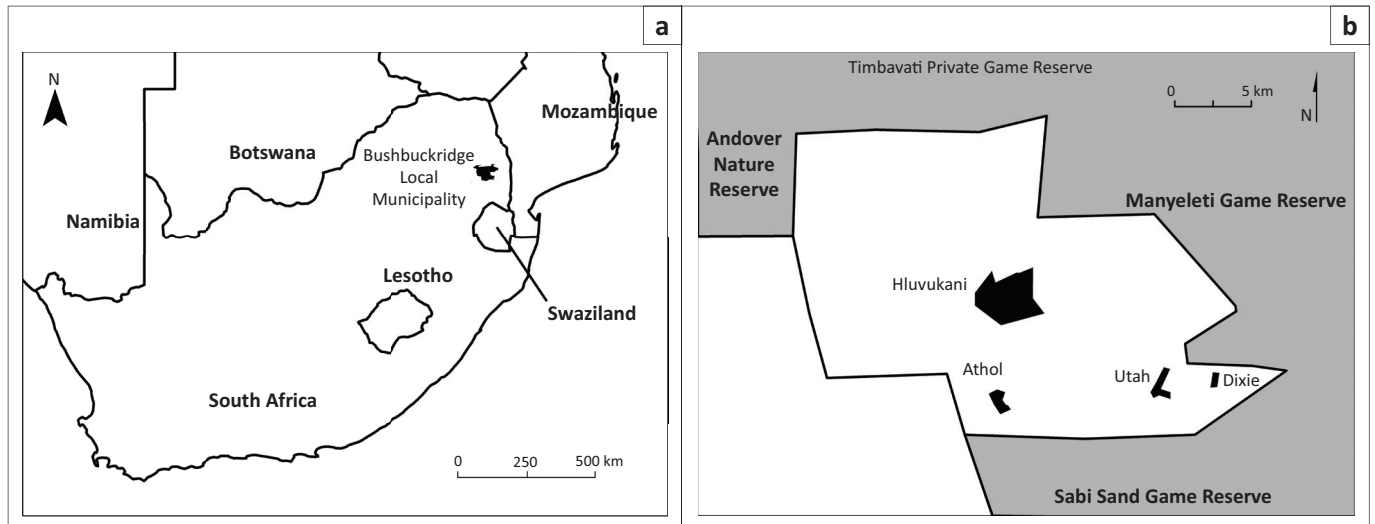 a
N
Mozambique
Botswana
Bushbuckridge
Local
Municipality
Namibia
Lesotho
Swaziland
South Africa
0 250 500 km
b
Timbavati Private Game Reserve
0 5 km
N
Andover
Nature
Reserve
Manyeleti Game Reserve
Hluvukani
Athol
Utah
Dixie
Sabi Sand Game Reserve